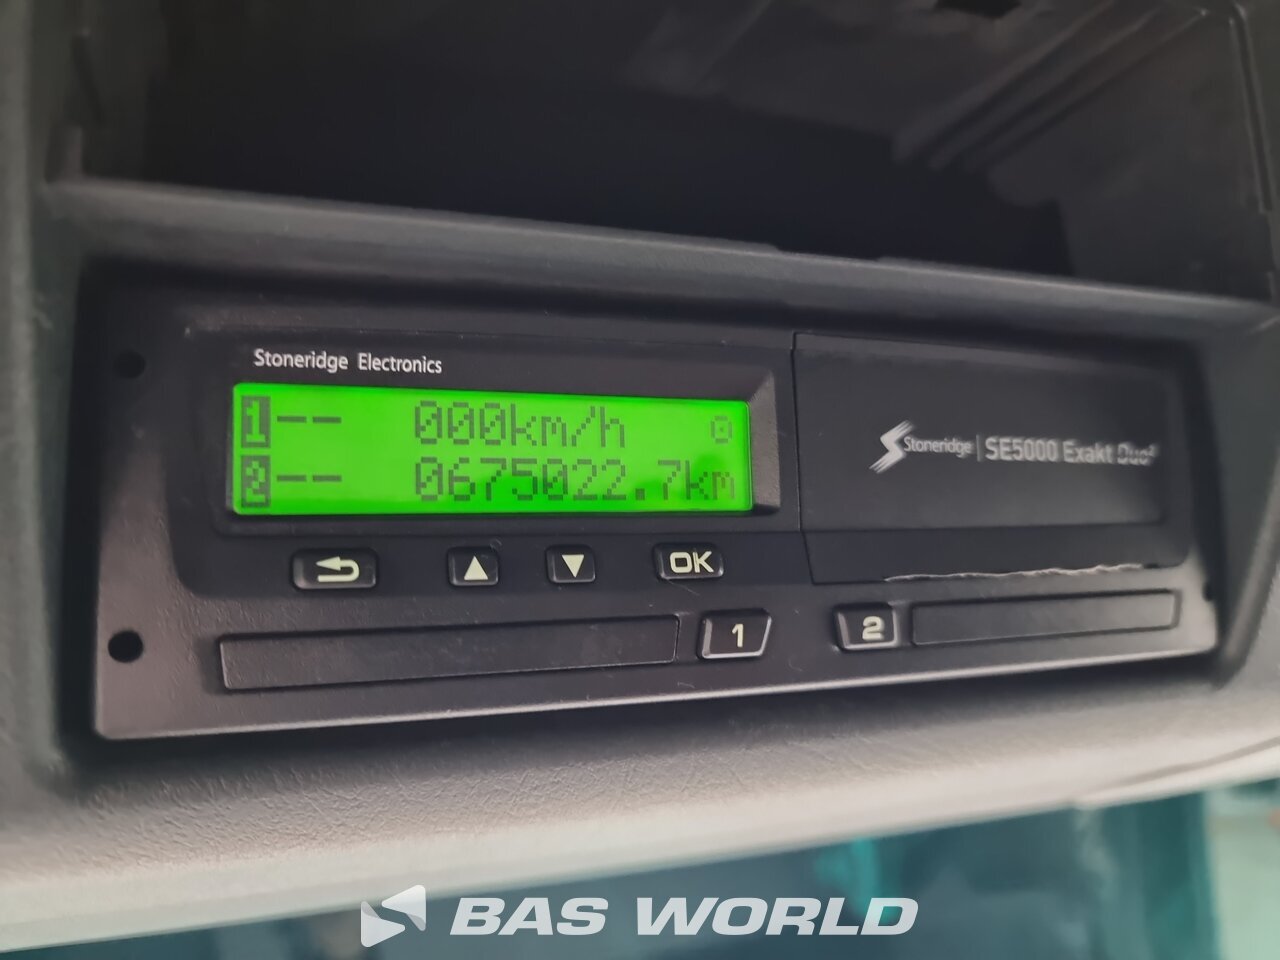 Stoneridge Electronics
1-- 000km/h
2-- 0675022.7km
Stoneridge | SE5000 Exakt Duo²
OK
1
2
BAS WORLD